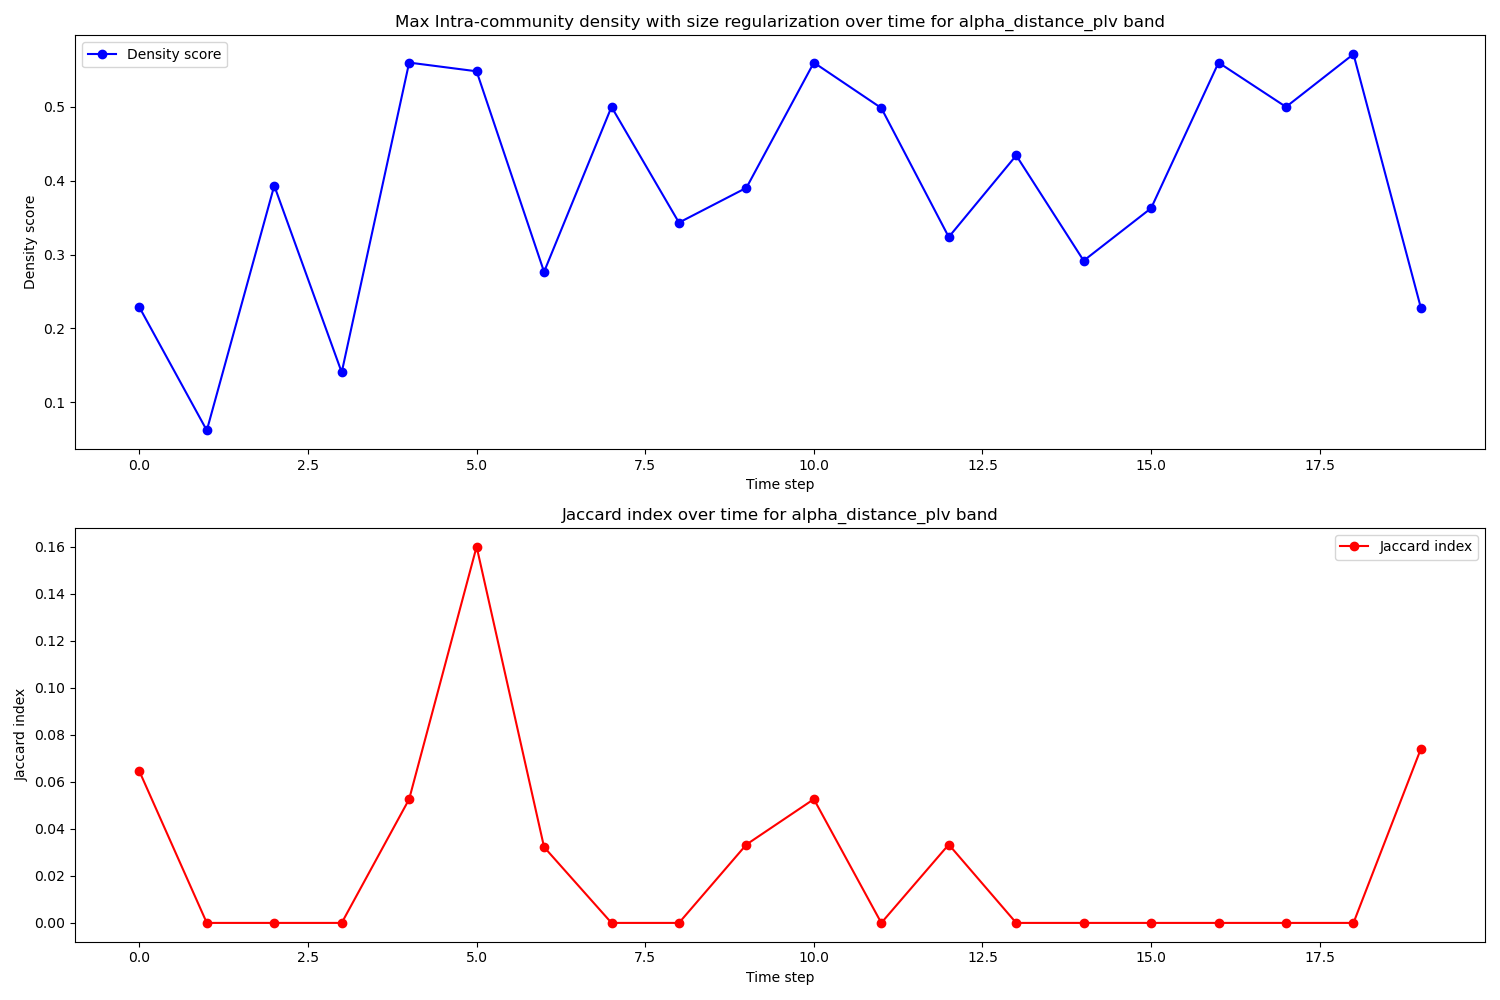 Max Intra-community density with size regularization over time for alpha_distance_plv band
Density score
Density score
0.5
0.4
0.3
0.2
0.1
0.0 2.5 5.0 7.5 10.0 12.5 15.0 17.5
Time step
Jaccard index over time for alpha_distance_plv band
Jaccard index
Jaccard index
0.16
0.14
0.12
0.10
0.08
0.06
0.04
0.02
0.00
0.0 2.5 5.0 7.5 10.0 12.5 15.0 17.5
Time step